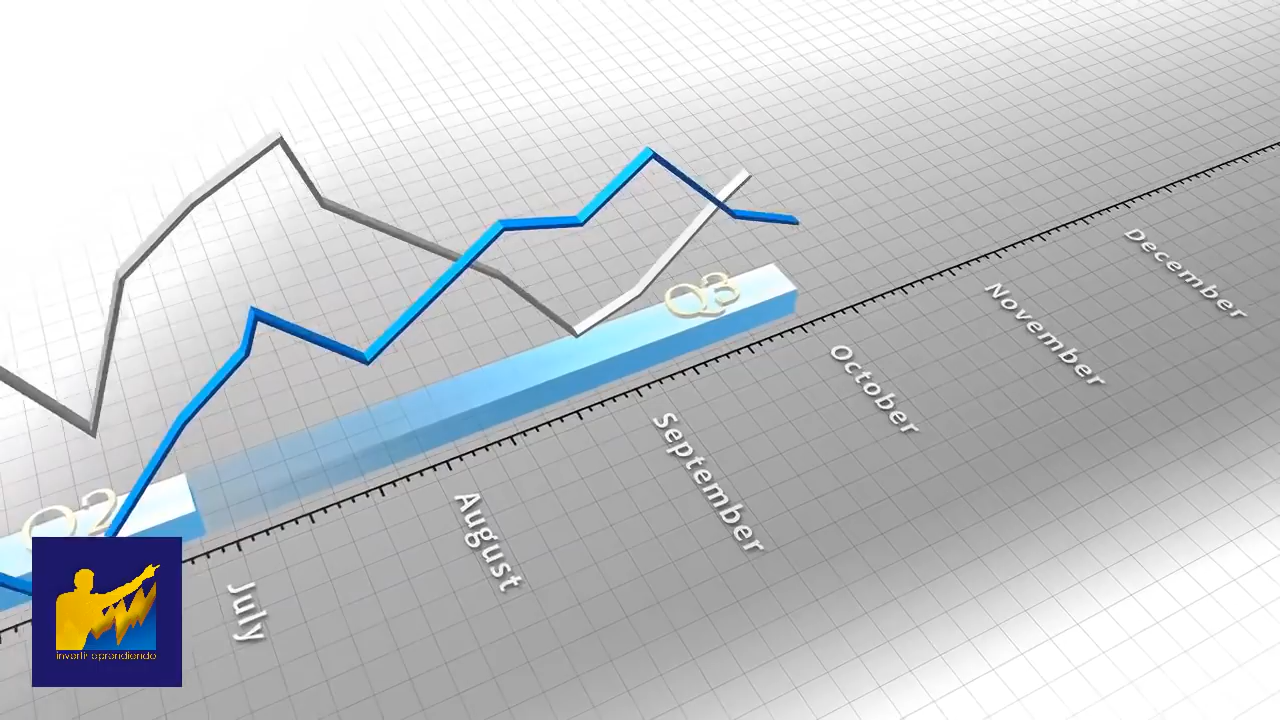 Q2
Q3
July
August
September
October
November
December
invertir aprendiendo